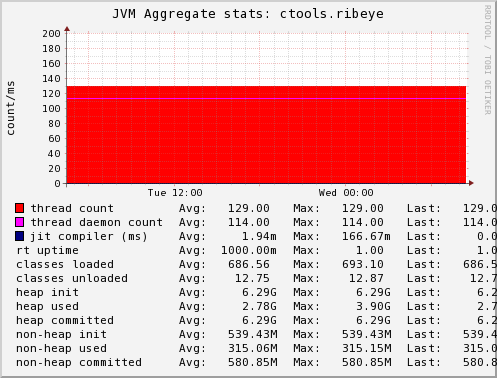 JVM Aggregate stats: ctools.ribeye
RRDTOOL / TOBI OETIKER
count/ms
200
180
160
140
120
100
80
60
40
20
0
Tue 12:00 Wed 00:00
thread count Avg: 129.00 Max: 129.00 Last: 129.0
thread daemon count Avg: 114.00 Max: 114.00 Last: 114.0
jit compiler (ms) Avg: 1.94m Max: 166.67m Last: 0.0
rt uptime Avg: 1000.00m Max: 1.00 Last: 1.0
classes loaded Avg: 686.56 Max: 693.10 Last: 686.5
classes unloaded Avg: 12.75 Max: 12.87 Last: 12.7
heap init Avg: 6.29G Max: 6.29G Last: 6.2
heap used Avg: 2.78G Max: 3.90G Last: 2.7
heap committed Avg: 6.29G Max: 6.29G Last: 6.2
non-heap init Avg: 539.43M Max: 539.43M Last: 539.4
non-heap used Avg: 315.06M Max: 315.15M Last: 315.0
non-heap committed Avg: 580.85M Max: 580.85M Last: 580.8